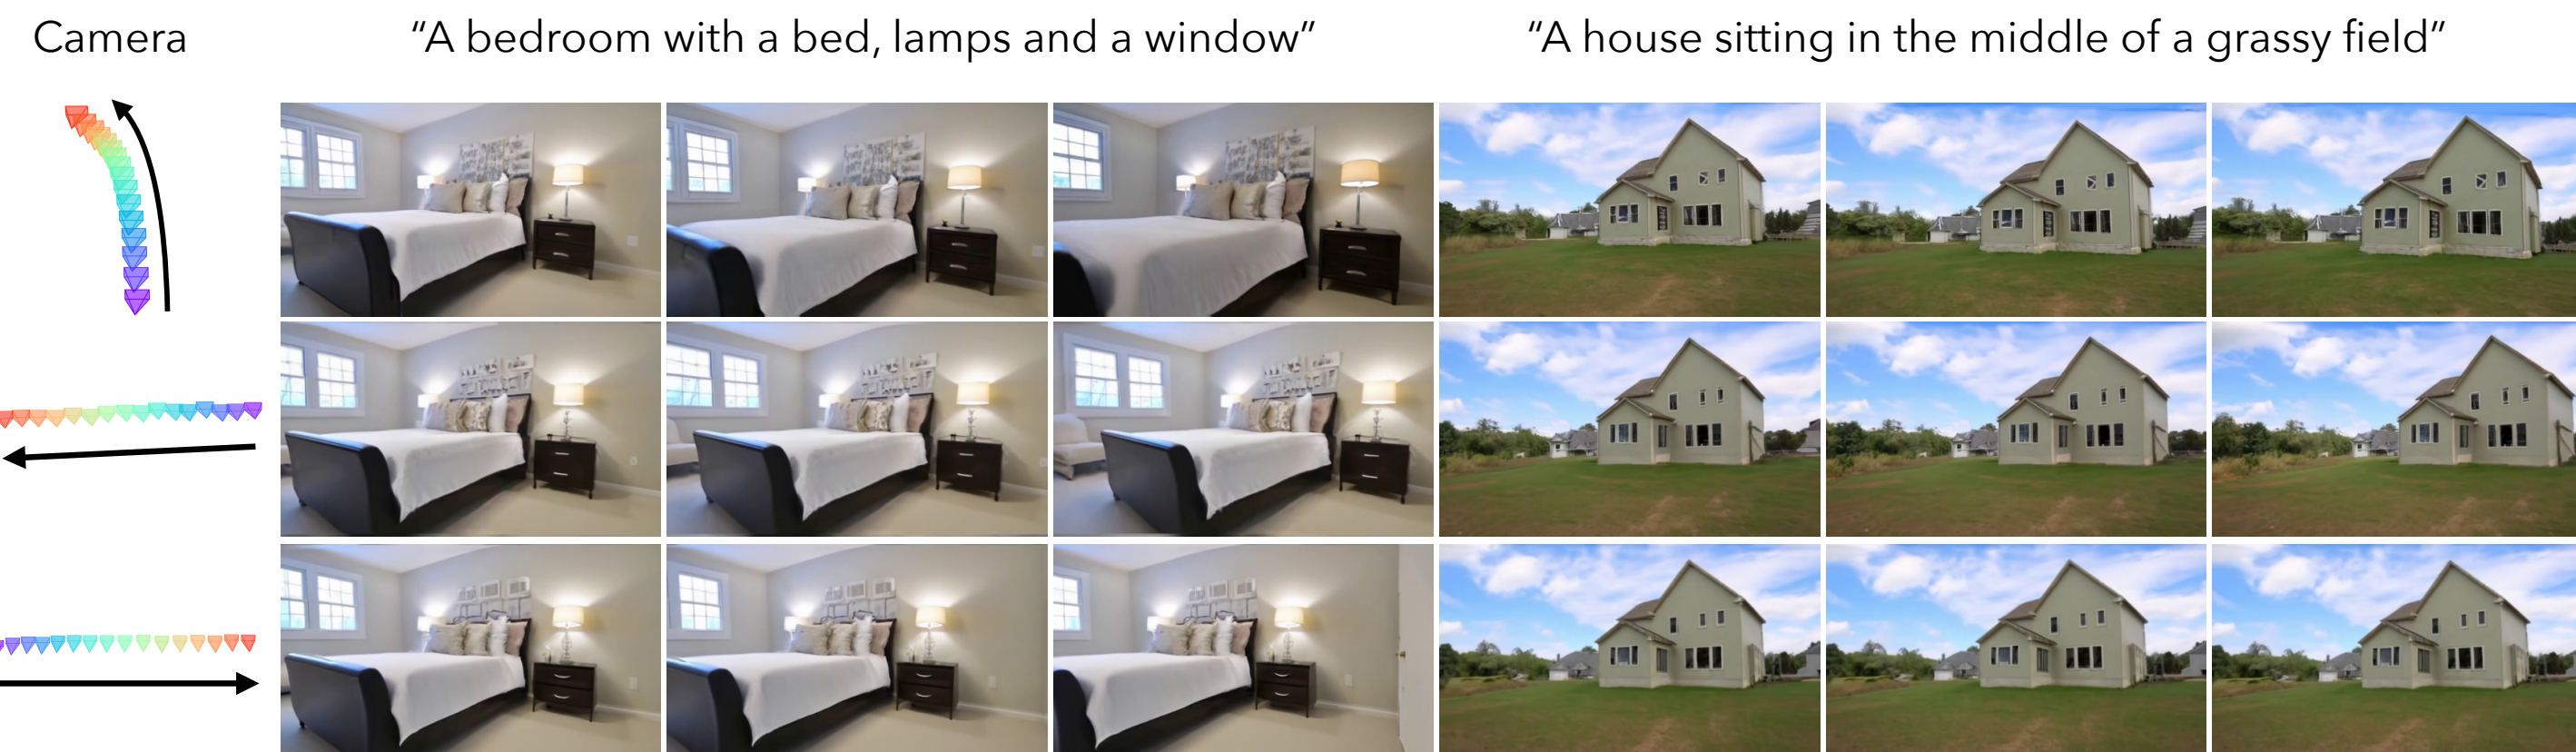 Camera
“A bedroom with a bed, lamps and a window”
“A house sitting in the middle of a grassy field”